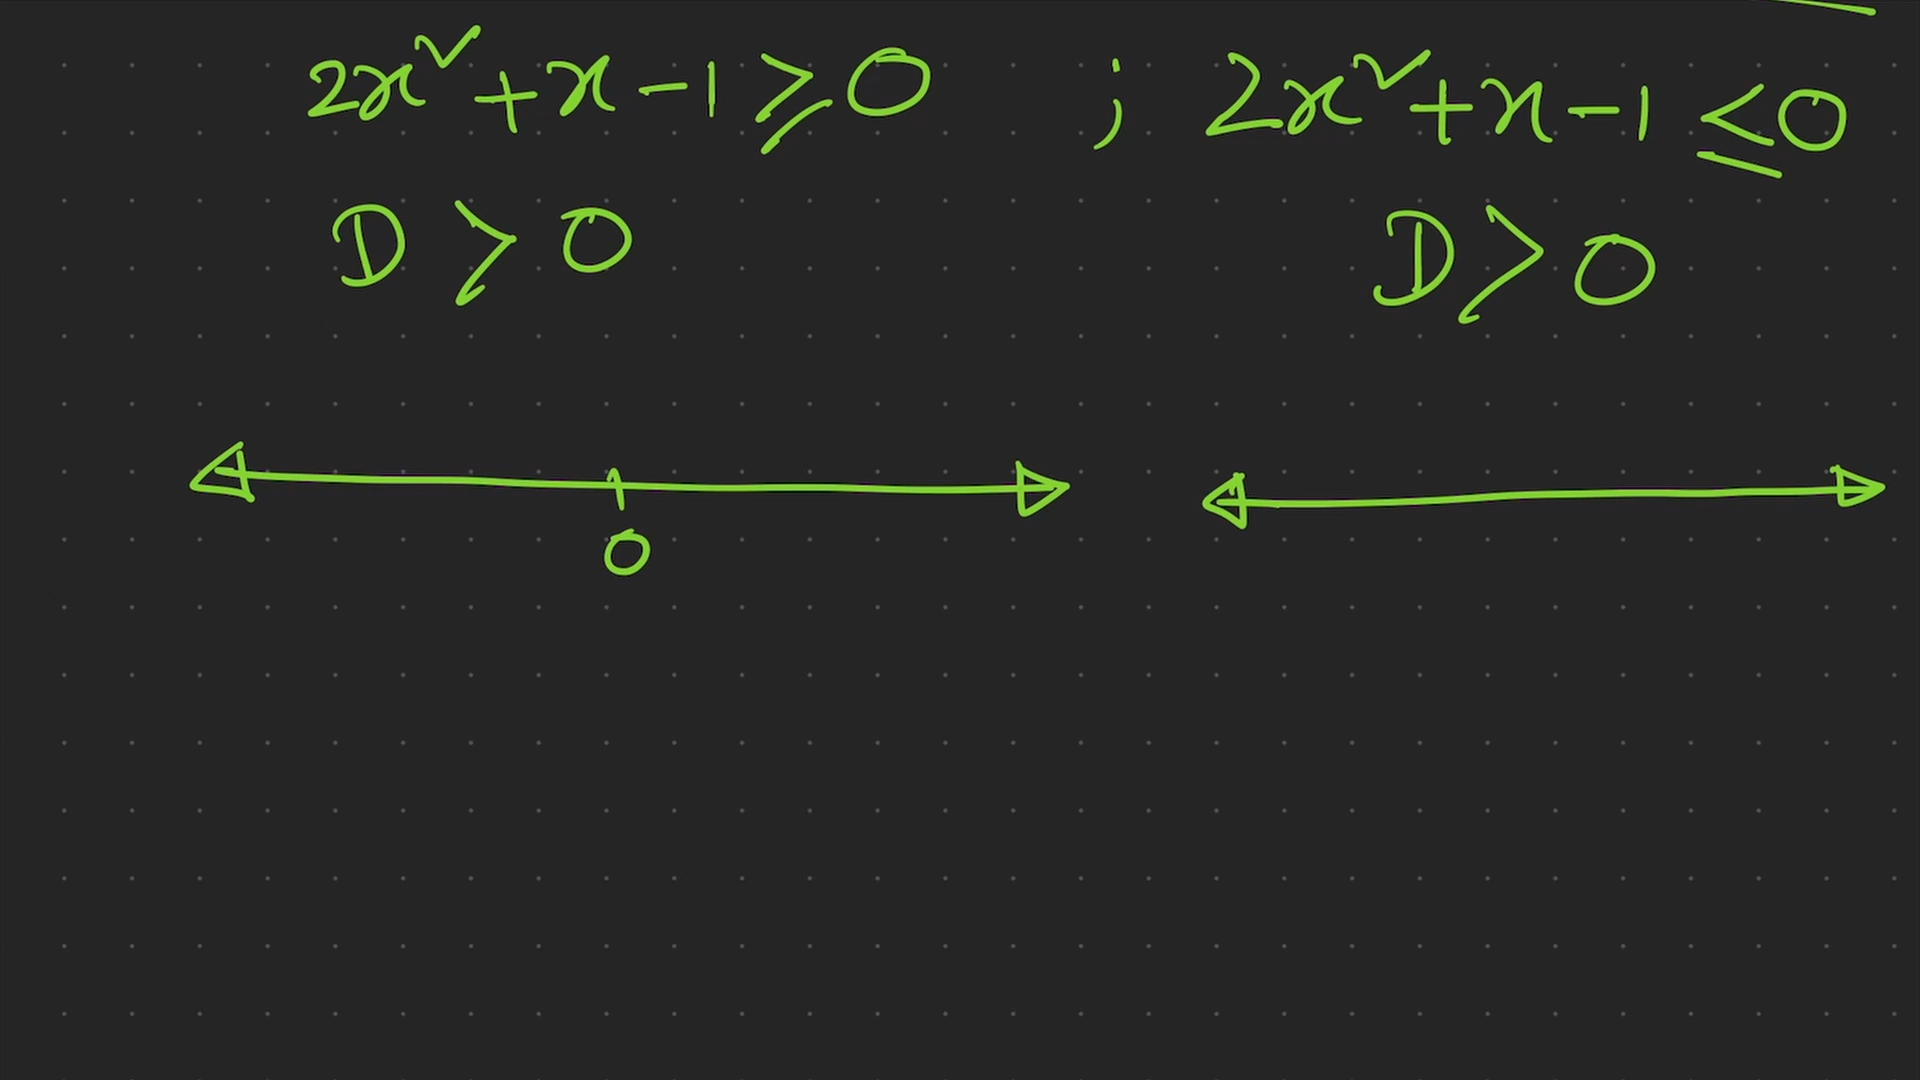 2x² + x - 1 ≥ 0 ; 2x² + x - 1 ≤ 0
D > 0 D > 0
0